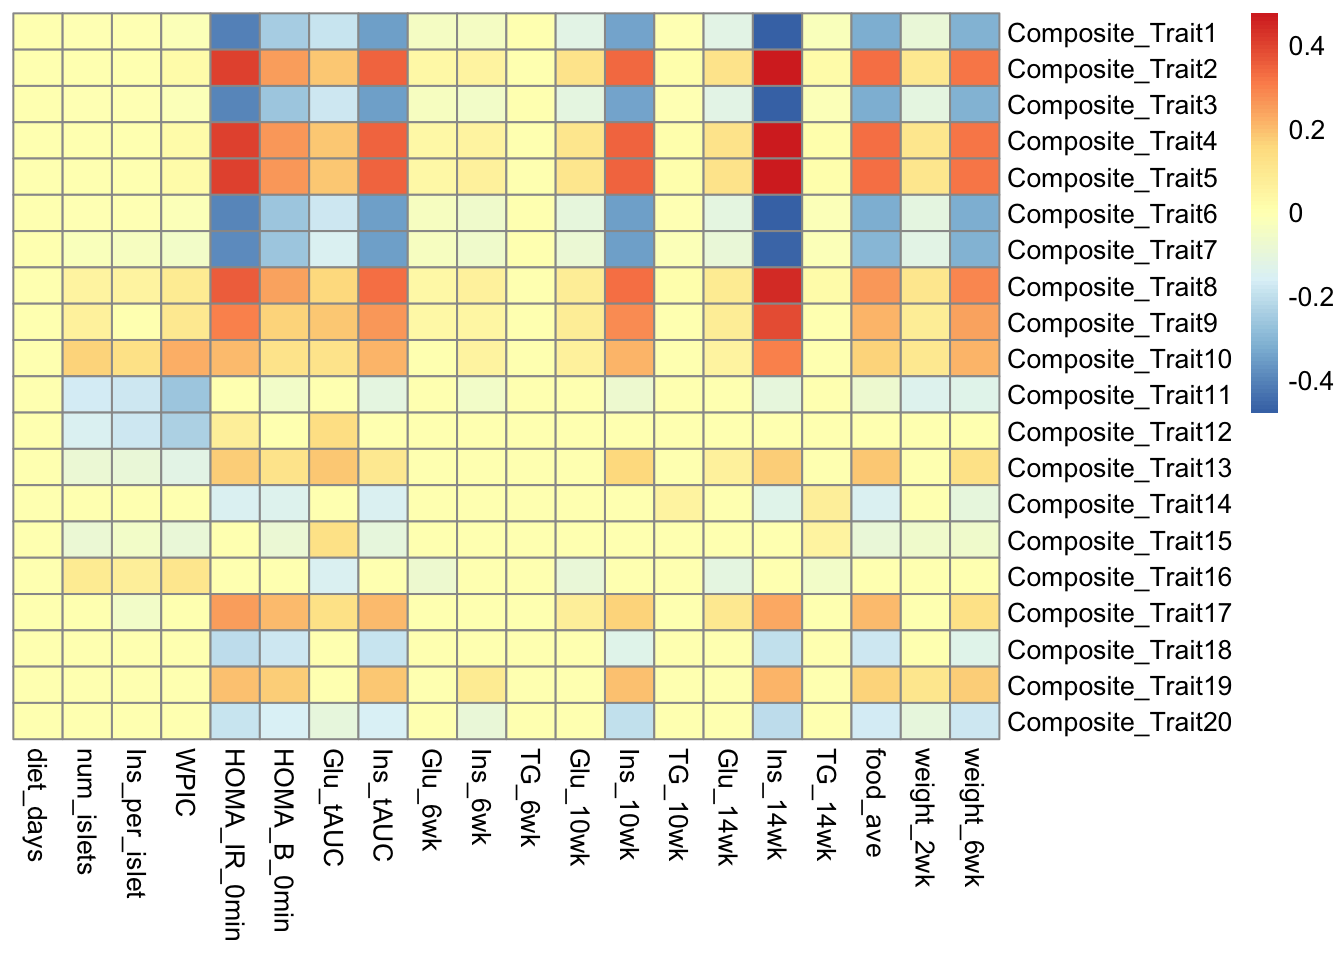 Composite_Trait1
Composite_Trait2
Composite_Trait3
Composite_Trait4
Composite_Trait5
Composite_Trait6
Composite_Trait7
Composite_Trait8
Composite_Trait9
Composite_Trait10
Composite_Trait11
Composite_Trait12
Composite_Trait13
Composite_Trait14
Composite_Trait15
Composite_Trait16
Composite_Trait17
Composite_Trait18
Composite_Trait19
Composite_Trait20
0.4
0.2
0
-0.2
-0.4
diet_days
num_islets
Ins_per_islet
WPIC
HOMA_IR_0min
HOMA_B_0min
Glu_tAUC
Ins_tAUC
Glu_6wk
Ins_6wk
TG_6wk
Glu_10wk
Ins_10wk
TG_10wk
Glu_14wk
Ins_14wk
TG_14wk
food_ave
weight_2wk
weight_6wk